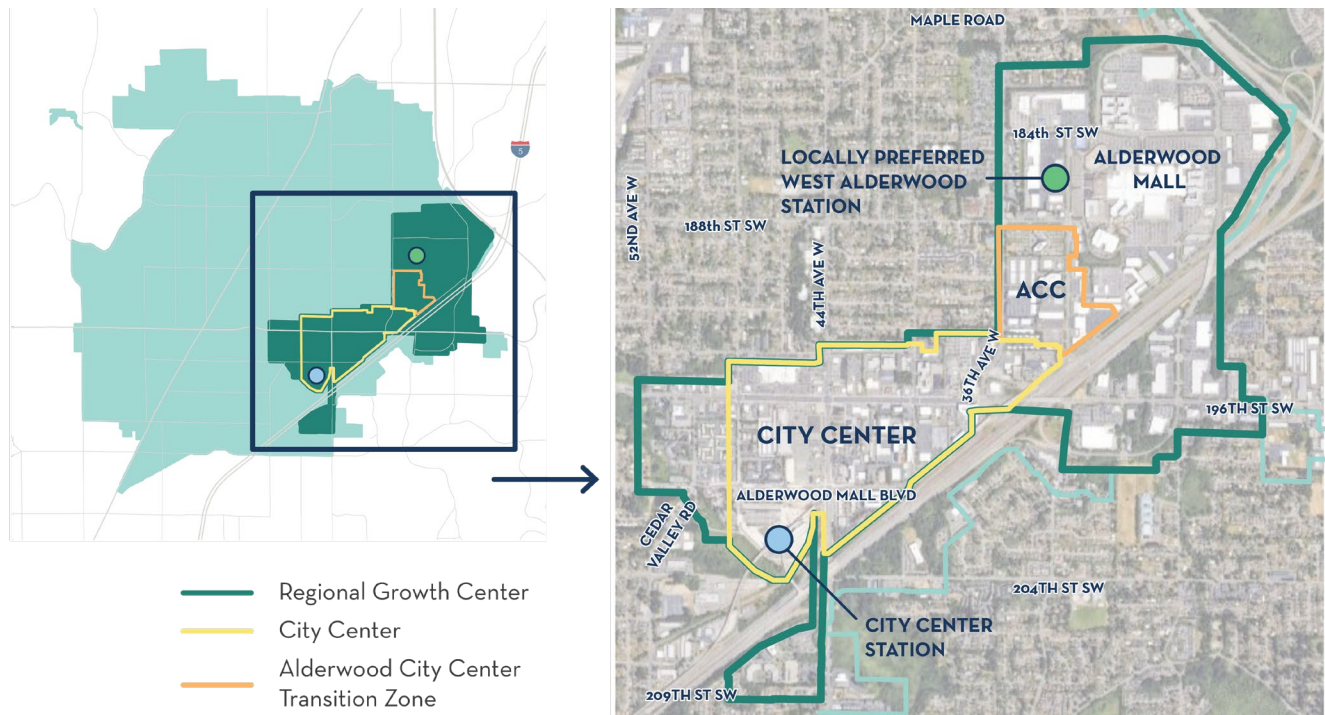 5
Regional Growth Center
City Center
Alderwood City Center
Transition Zone
MAPLE ROAD
184th ST SW
LOCALLY PREFERRED
WEST ALDERWOOD
STATION
ALDERWOOD
MALL
52ND AVE W
188th ST SW
44TH AVE W
ACC
36TH AVE W
196TH ST SW
CITY CENTER
ALDERWOOD MALL BLVD
CEDAR
VALLEY RD
204TH ST SW
CITY CENTER
STATION
209TH ST SW